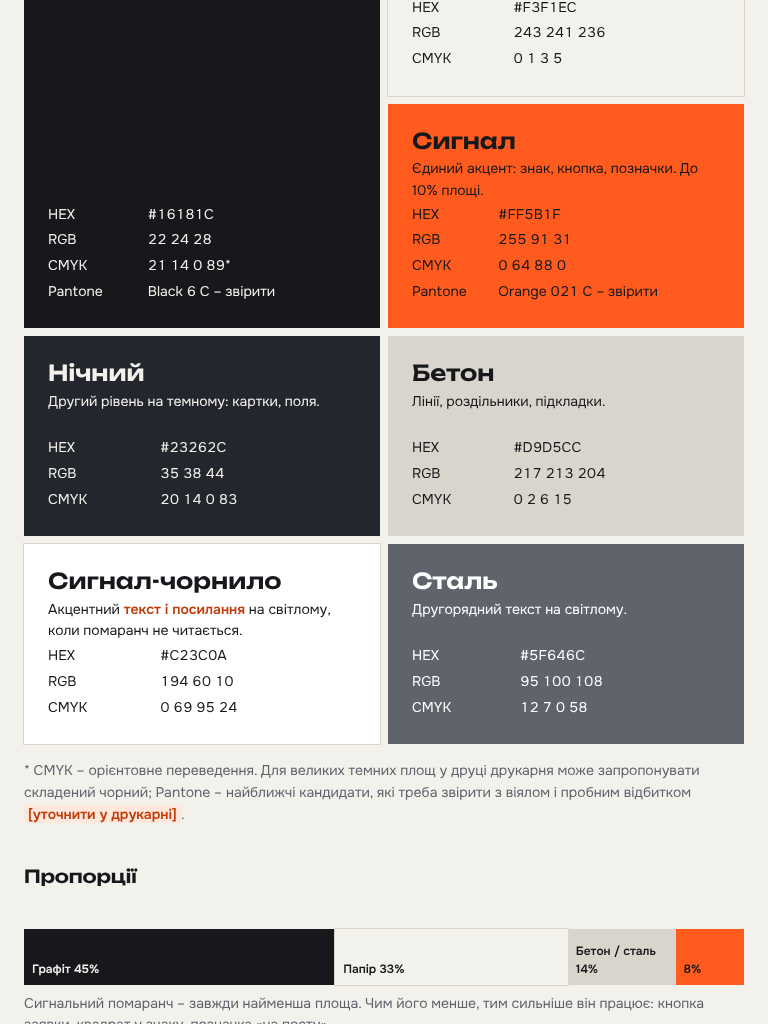 HEX #F3F1EC
RGB 243 241 236
CMYK 0 1 3 5
HEX #16181C
RGB 22 24 28
CMYK 21 14 0 89*
Pantone Black 6 C – звірити
Сигнал
Єдиний акцент: знак, кнопка, позначки. До
10% площі.
HEX #FF5B1F
RGB 255 91 31
CMYK 0 64 88 0
Pantone Orange 021 C – звірити
Нічний
Другий рівень на темному: картки, поля.
HEX #23262C
RGB 35 38 44
CMYK 20 14 0 83
Бетон
Лінії, роздільники, підкладки.
HEX #D9D5CC
RGB 217 213 204
CMYK 0 2 6 15
Сигнал-чорнило
Акцентний текст і посилання на світлому,
коли помаранч не читається.
HEX #C23C0A
RGB 194 60 10
CMYK 0 69 95 24
Сталь
Другорядний текст на світлому.
HEX #5F646C
RGB 95 100 108
CMYK 12 7 0 58
* CMYK – орієнтовне переведення. Для великих темних площ у друці друкарня може запропонувати
складений чорний; Pantone – найближчі кандидати, які треба звірити з віялом і пробним відбитком
[уточнити у друкарні] .
Пропорції
Графіт 45%
Папір 33%
Бетон / сталь
14%
8%
Сигнальний помаранч – завжди найменша площа. Чим його менше, тим сильніше він працює: кнопка
заявки, квадрат у знаку, позначка «на посту».